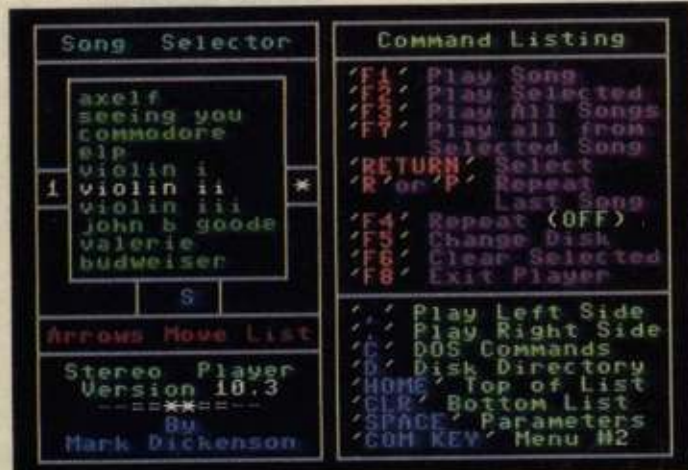 Song Selector
axelf
seeing you
commodore
elp
violin i
1 violin ii *
violin iii
john b goode
valerie
budweiser
S
Arrows Move List
Stereo Player
Version 10.3
--==**==--
By
Mark Dickenson
Command Listing
'F1' Play Song
'F2' Play Selected
'F3' Play All Songs
'F7' Play all from
Selected Song
'RETURN' Select
'R' or 'P' Repeat
Last Song
'F4' Repeat (OFF)
'F5' Change Disk
'F6' Clear Selected
'F8' Exit Player
',' Play Left Side
'.' Play Right Side
'C' DOS Commands
'D' Disk Directory
'HOME' Top of List
'CLR' Bottom List
'SPACE' Parameters
'COM KEY' Menu #2